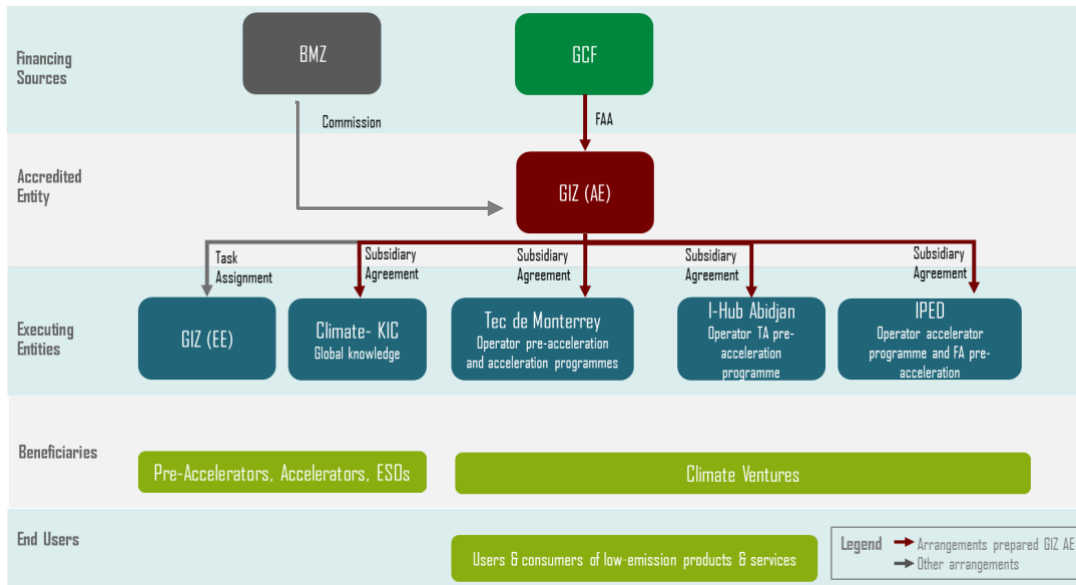 Financing
Sources
BMZ
GCF
Commission
FAA
Accredited
Entity
GIZ (AE)
Task
Assignment
Subsidiary
Agreement
Subsidiary
Agreement
Subsidiary
Agreement
Subsidiary
Agreement
Executing
Entities
GIZ (EE)
Climate- KIC
Global knowledge
Tec de Monterrey
Operator pre-acceleration
and acceleration programmes
I-Hub Abidjan
Operator TA pre-
acceleration
programme
IPED
Operator accelerator
programme and FA pre-
acceleration
Beneficiaries
Pre-Accelerators, Accelerators, ESOs
Climate Ventures
End Users
Users & consumers of low-emission products & services
Legend
Arrangements prepared GIZ AE
Other arrangements